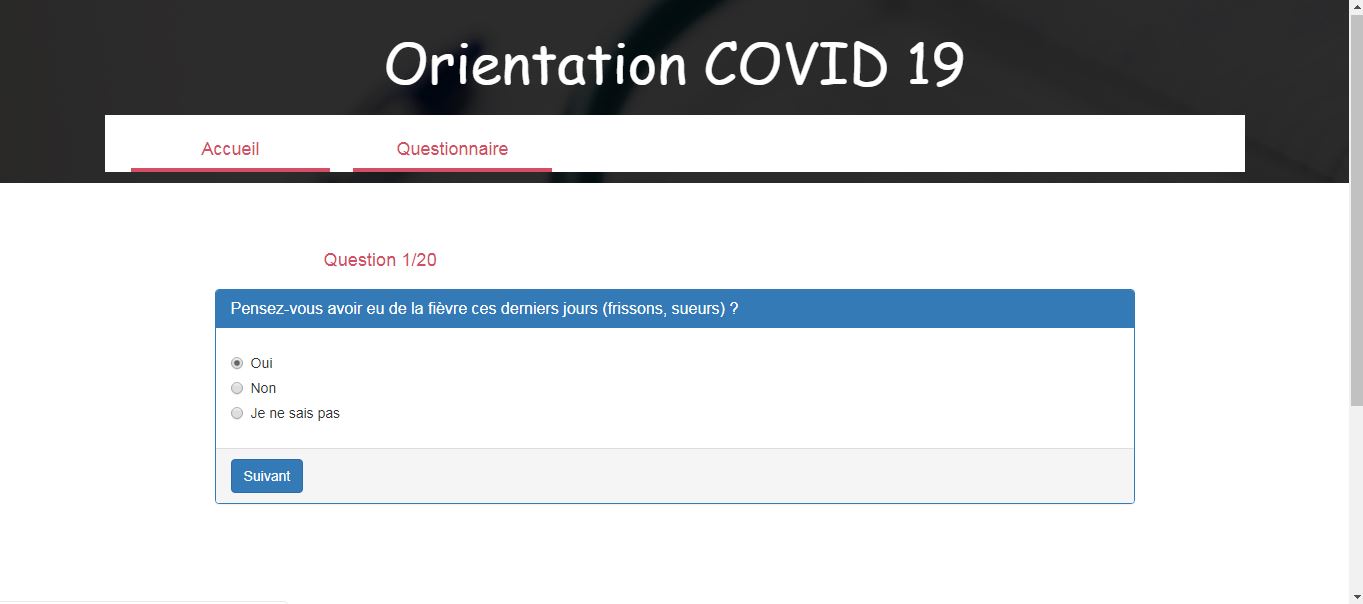 Orientation COVID 19
Accueil Questionnaire
Question 1/20
Pensez-vous avoir eu de la fièvre ces derniers jours (frissons, sueurs) ?
Oui
Non
Je ne sais pas
Suivant